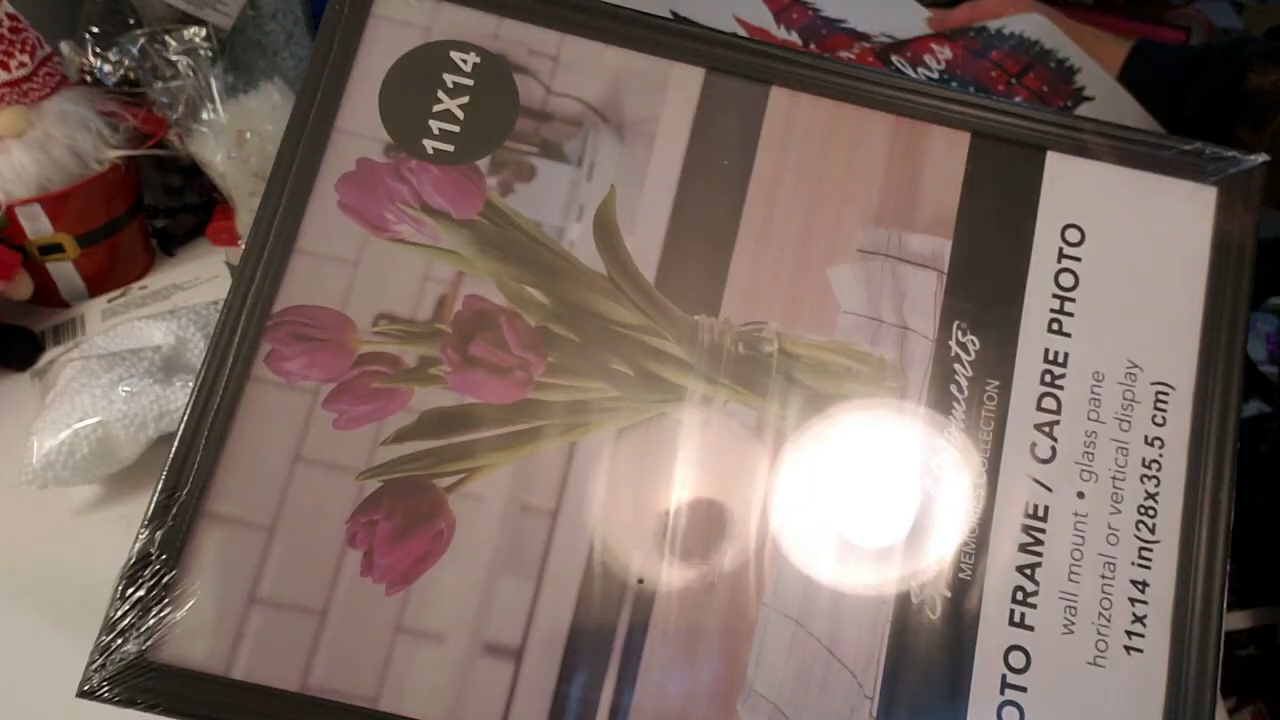 11X14
MEMORIES COLLECTION
OTO FRAME / CADRE PHOTO
wall mount • glass pane
horizontal or vertical display
11x14 in(28x35.5 cm)
hes